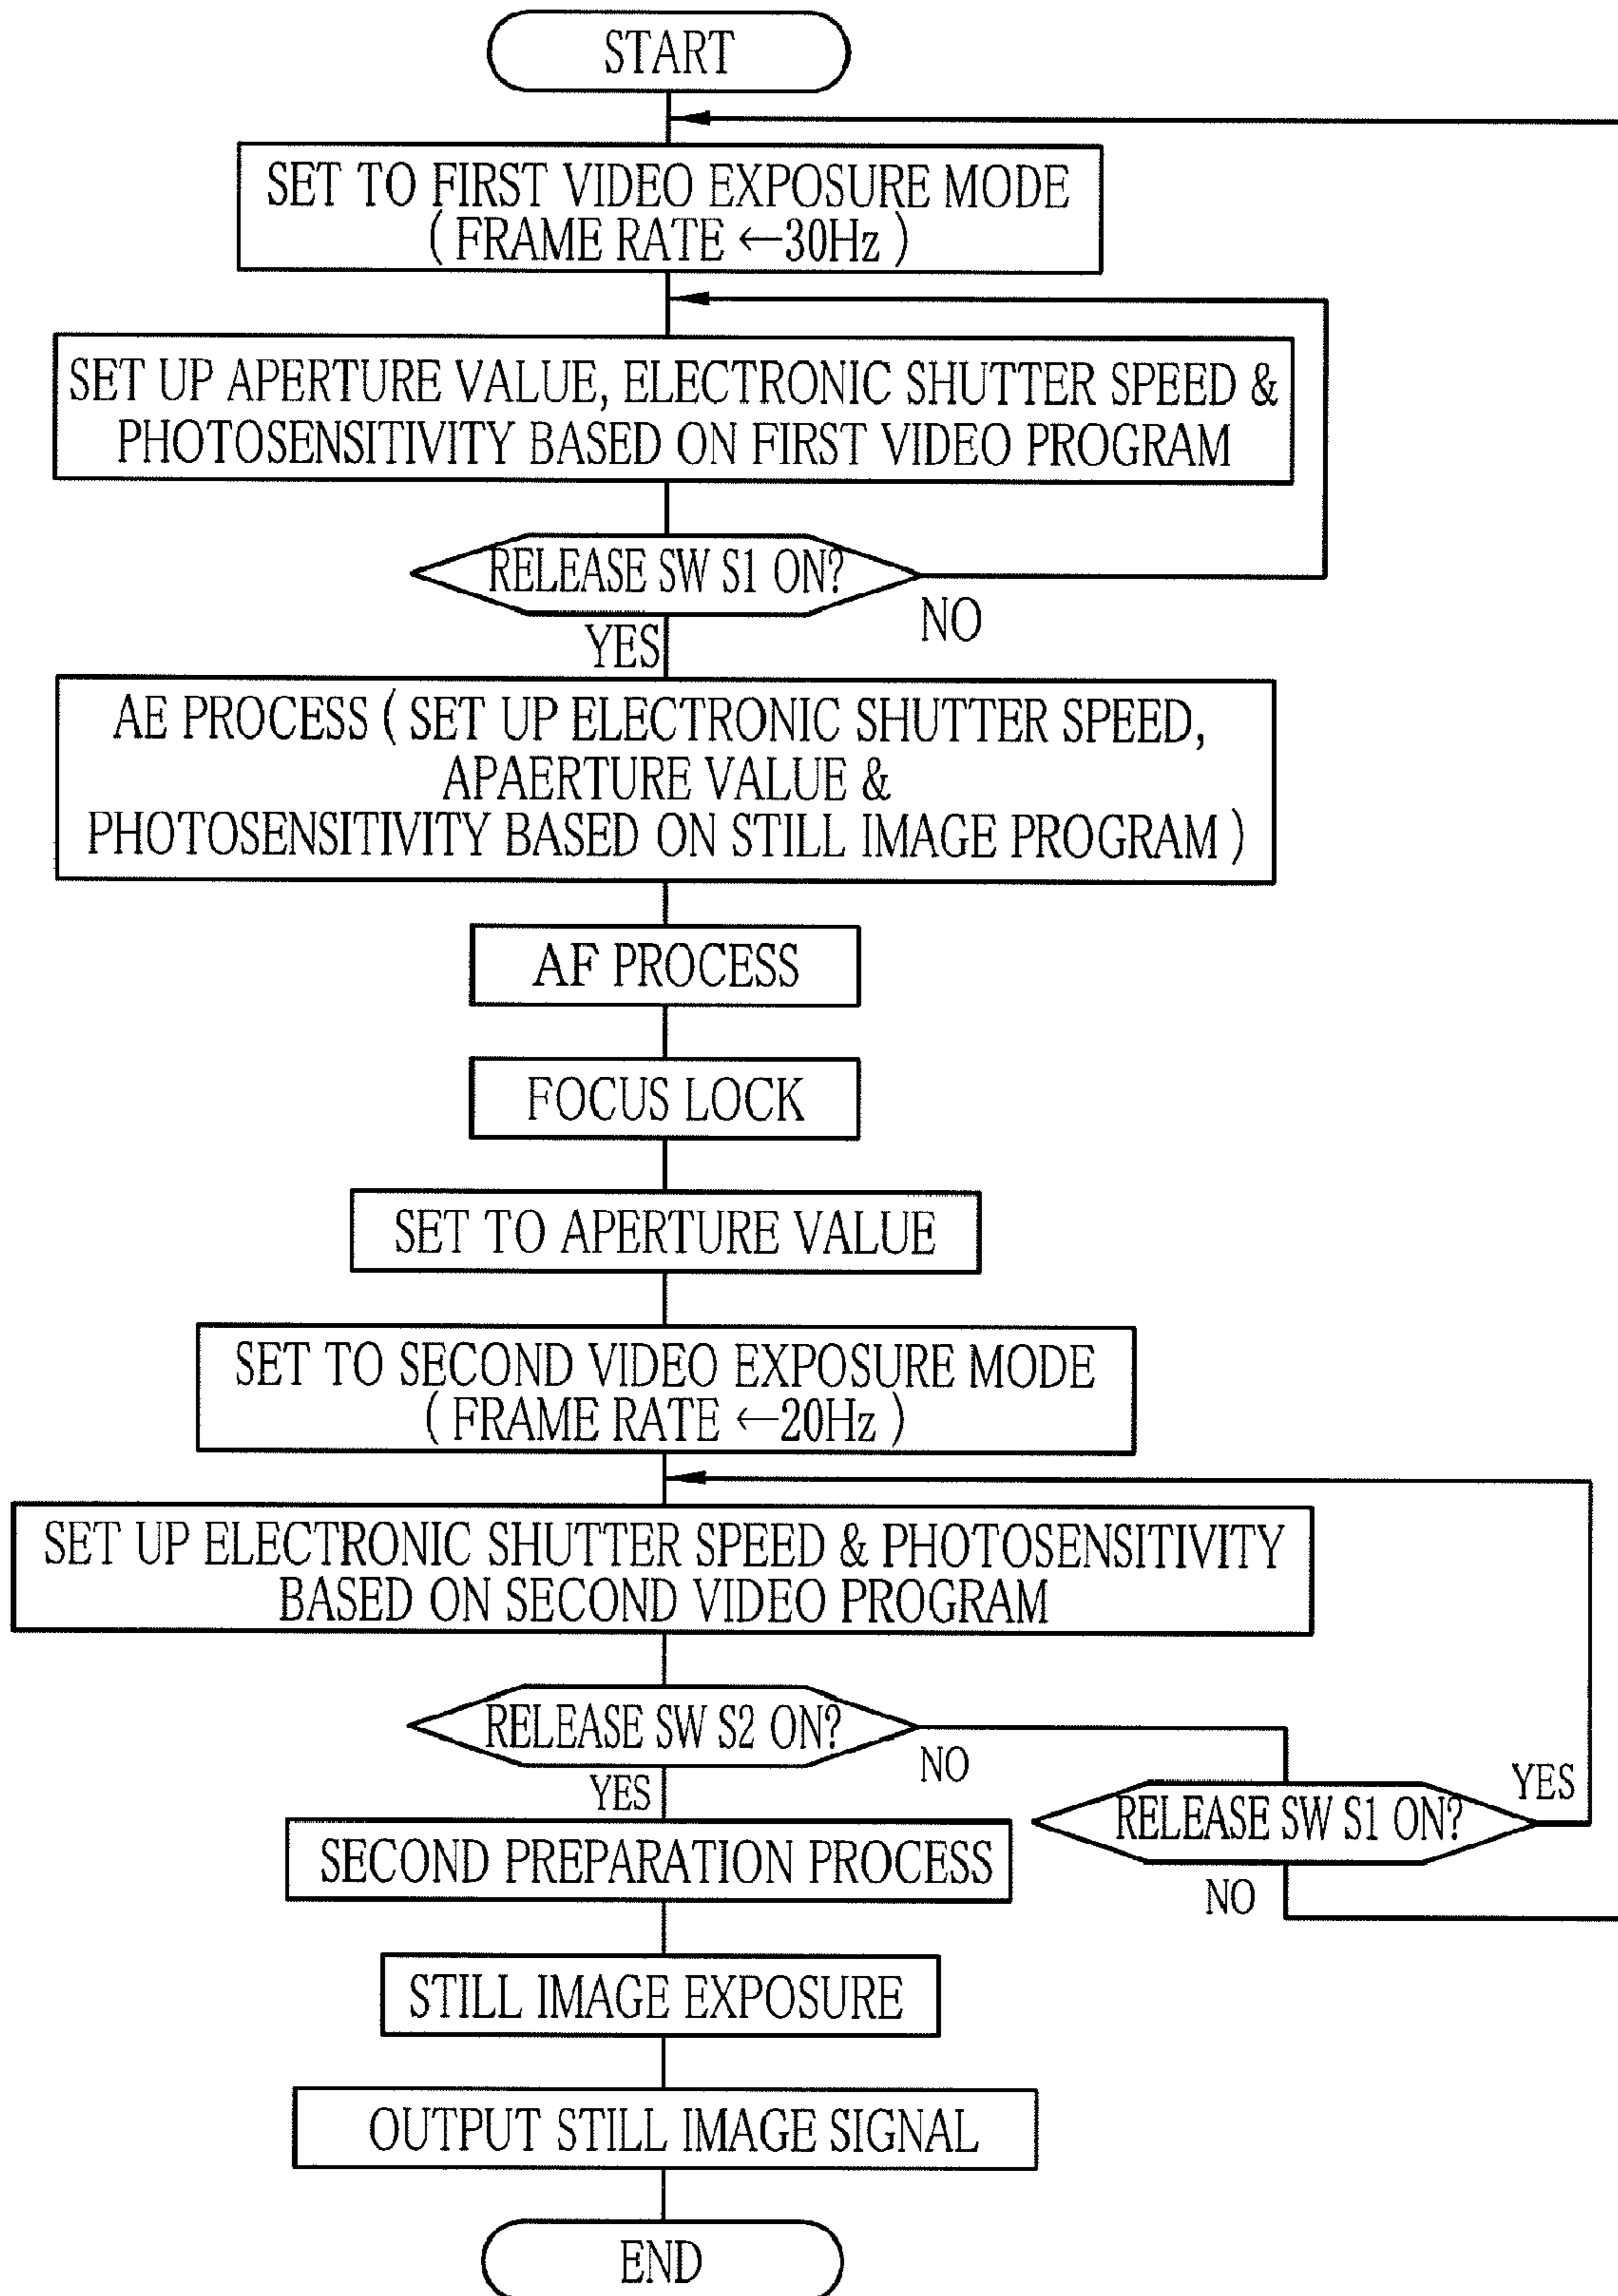 START
SET TO FIRST VIDEO EXPOSURE MODE
( FRAME RATE ←30Hz )
SET UP APERTURE VALUE, ELECTRONIC SHUTTER SPEED &
PHOTOSENSITIVITY BASED ON FIRST VIDEO PROGRAM
RELEASE SW S1 ON?
NO
YES
AE PROCESS ( SET UP ELECTRONIC SHUTTER SPEED,
APAERTURE VALUE &
PHOTOSENSITIVITY BASED ON STILL IMAGE PROGRAM )
AF PROCESS
FOCUS LOCK
SET TO APERTURE VALUE
SET TO SECOND VIDEO EXPOSURE MODE
( FRAME RATE ←20Hz )
SET UP ELECTRONIC SHUTTER SPEED & PHOTOSENSITIVITY
BASED ON SECOND VIDEO PROGRAM
RELEASE SW S2 ON?
NO
YES
RELEASE SW S1 ON?
YES
NO
SECOND PREPARATION PROCESS
STILL IMAGE EXPOSURE
OUTPUT STILL IMAGE SIGNAL
END